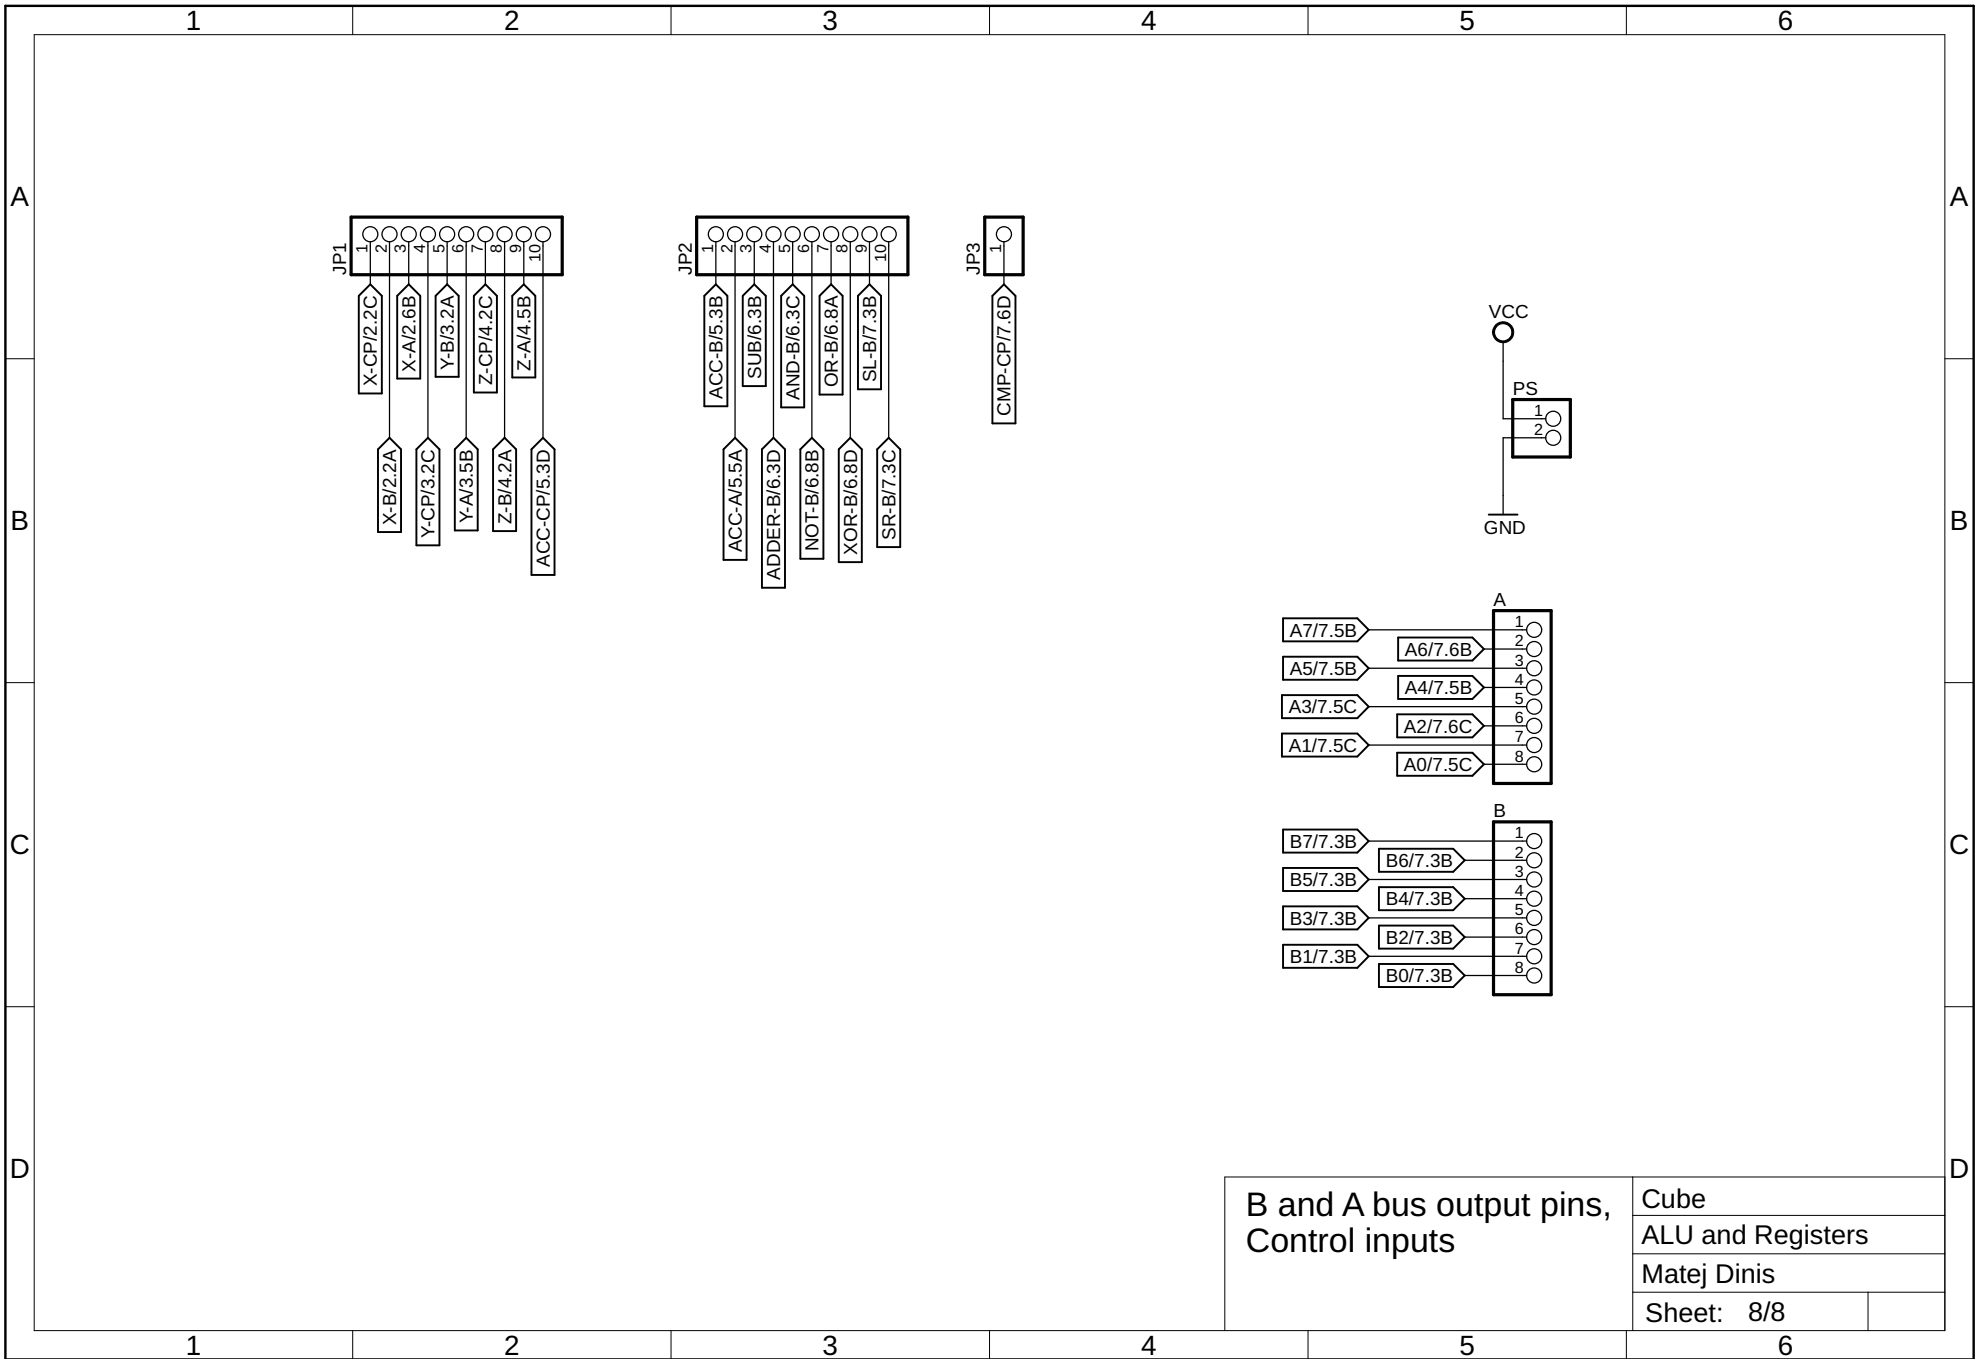 1 2 3 4 5 6
A A
JP1
1 2 3 4 5 6 7 8 9 10
X-CP/2.2C
X-B/2.2A
X-A/2.6B
Y-CP/3.2C
Y-B/3.2A
Y-A/3.5B
Z-CP/4.2C
Z-B/4.2A
Z-A/4.5B
ACC-CP/5.3D
JP2
1 2 3 4 5 6 7 8 9 10
ACC-B/5.3B
ACC-A/5.5A
SUB/6.3B
ADDER-B/6.3D
AND-B/6.3C
NOT-B/6.8B
OR-B/6.8A
XOR-B/6.8D
SL-B/7.3B
SR-B/7.3C
JP3
1
CMP-CP/7.6D
VCC
PS
1
2
GND
B B
A
A7/7.5B 1
A6/7.6B 2
A5/7.5B 3
A4/7.5B 4
A3/7.5C 5
A2/7.6C 6
A1/7.5C 7
A0/7.5C 8
B
B7/7.3B 1
B6/7.3B 2
B5/7.3B 3
B4/7.3B 4
B3/7.3B 5
B2/7.3B 6
B1/7.3B 7
B0/7.3B 8
C C
D D
B and A bus output pins,
Control inputs
Cube
ALU and Registers
Matej Dinis
Sheet: 8/8
1 2 3 4 5 6